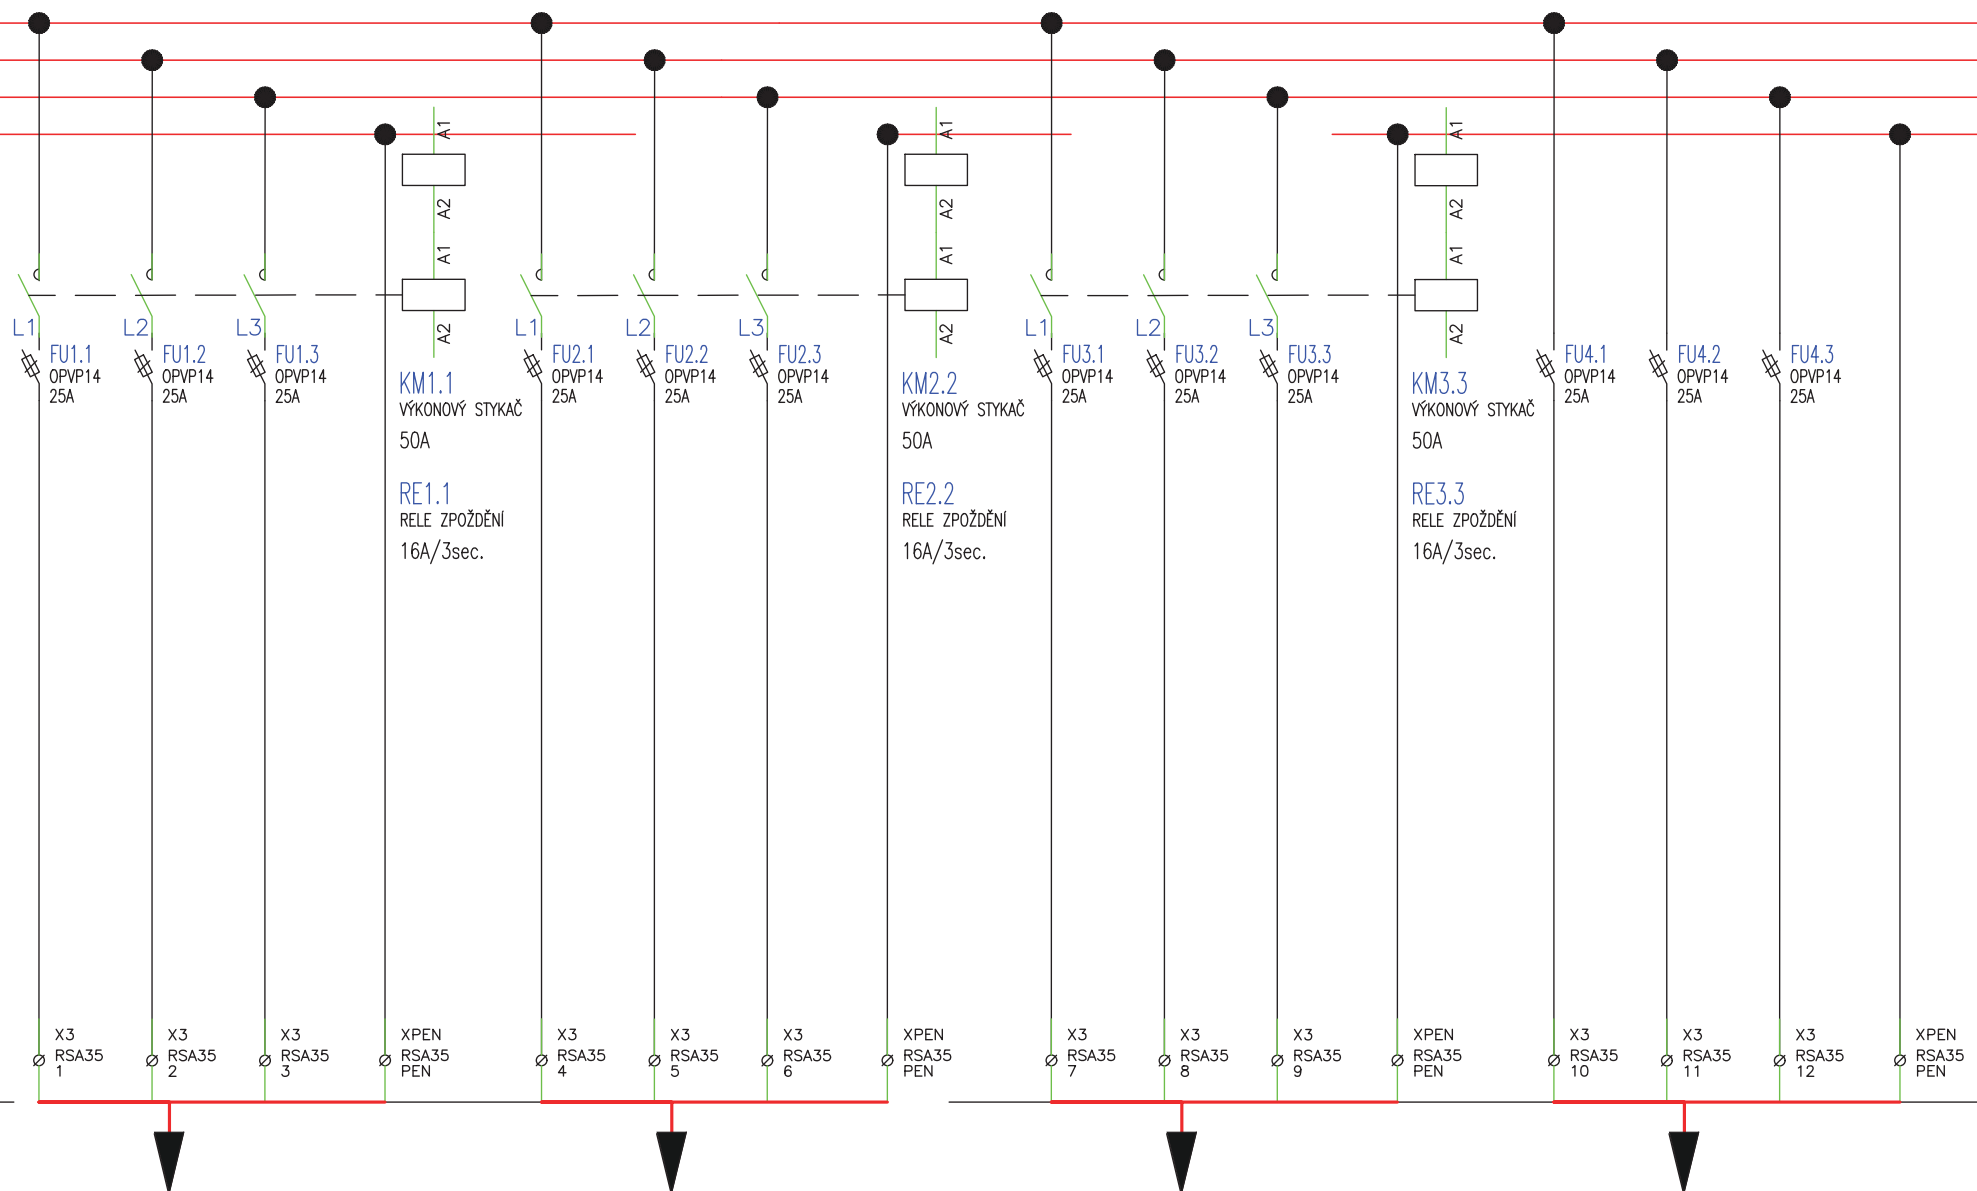 A1
A2
A1
A2
A1
A2
A1
A2
A1
A2
A1
A2
L1
L2
L3
L1
L2
L3
L1
L2
L3
FU1.1
OPVP14
25A
FU1.2
OPVP14
25A
FU1.3
OPVP14
25A
KM1.1
VÝKONOVÝ STYKAČ
50A
RE1.1
RELE ZPOŽDĚNÍ
16A/3sec.
FU2.1
OPVP14
25A
FU2.2
OPVP14
25A
FU2.3
OPVP14
25A
KM2.2
VÝKONOVÝ STYKAČ
50A
RE2.2
RELE ZPOŽDĚNÍ
16A/3sec.
FU3.1
OPVP14
25A
FU3.2
OPVP14
25A
FU3.3
OPVP14
25A
KM3.3
VÝKONOVÝ STYKAČ
50A
RE3.3
RELE ZPOŽDĚNÍ
16A/3sec.
FU4.1
OPVP14
25A
FU4.2
OPVP14
25A
FU4.3
OPVP14
25A
X3
RSA35
1
X3
RSA35
2
X3
RSA35
3
XPEN
RSA35
PEN
X3
RSA35
4
X3
RSA35
5
X3
RSA35
6
XPEN
RSA35
PEN
X3
RSA35
7
X3
RSA35
8
X3
RSA35
9
XPEN
RSA35
PEN
X3
RSA35
10
X3
RSA35
11
X3
RSA35
12
XPEN
RSA35
PEN